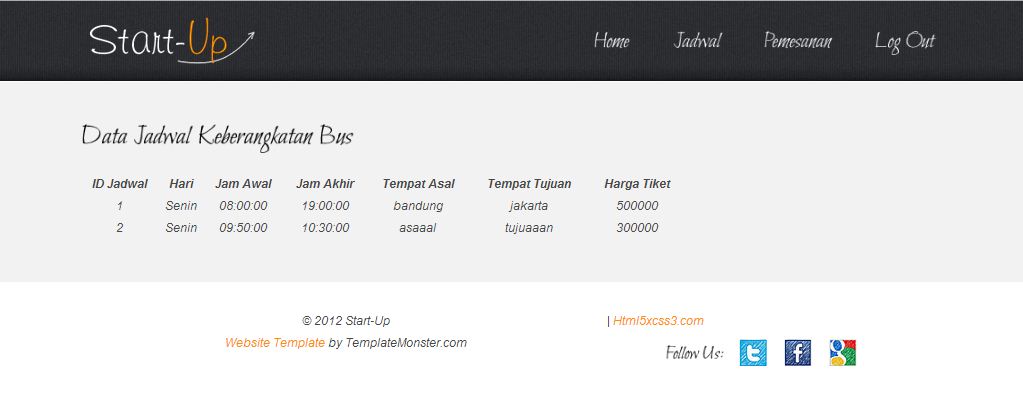 Start-Up
Home Jadwal Pemesanan Log Out
Data Jadwal Keberangkatan Bus
ID Jadwal Hari Jam Awal Jam Akhir Tempat Asal Tempat Tujuan Harga Tiket
1 Senin 08:00:00 19:00:00 bandung jakarta 500000
2 Senin 09:50:00 10:30:00 asaaal tujuaaan 300000
© 2012 Start-Up | Html5xcss3.com
Website Template by TemplateMonster.com
Follow Us: t f g